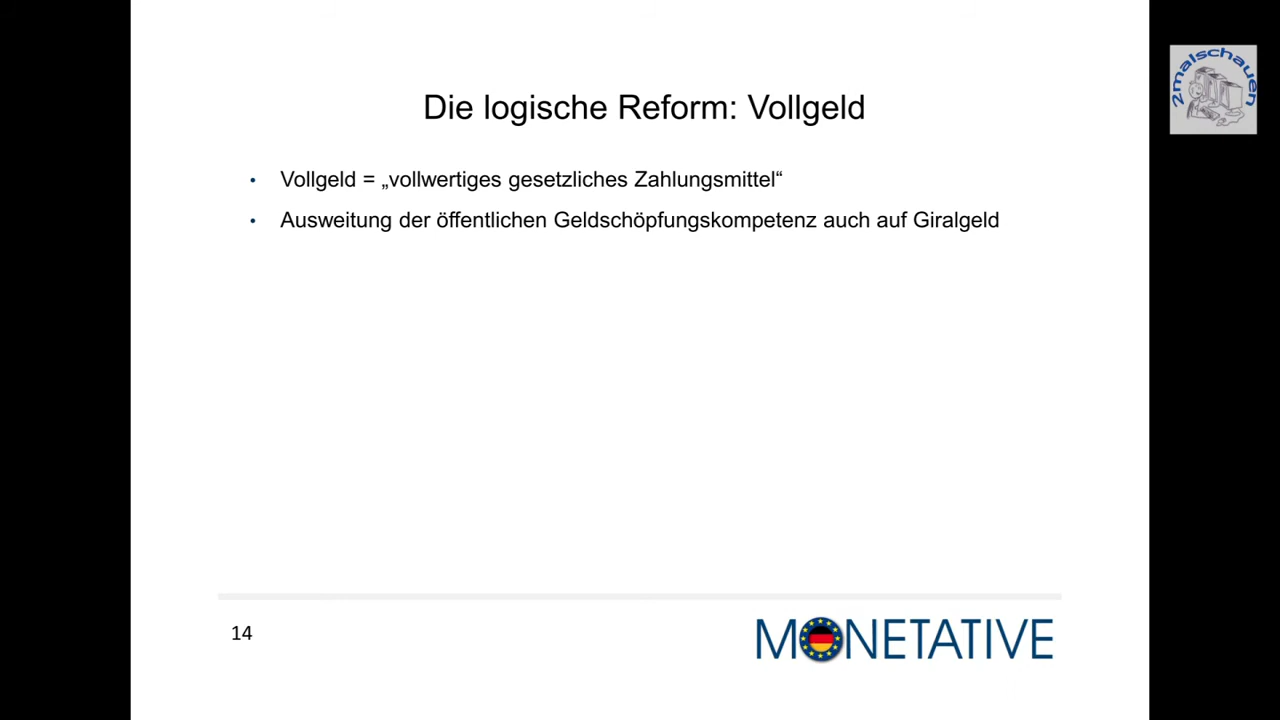 2malschauen
Die logische Reform: Vollgeld
• Vollgeld = „vollwertiges gesetzliches Zahlungsmittel“
• Ausweitung der öffentlichen Geldschöpfungskompetenz auch auf Giralgeld
14
MONETATIVE